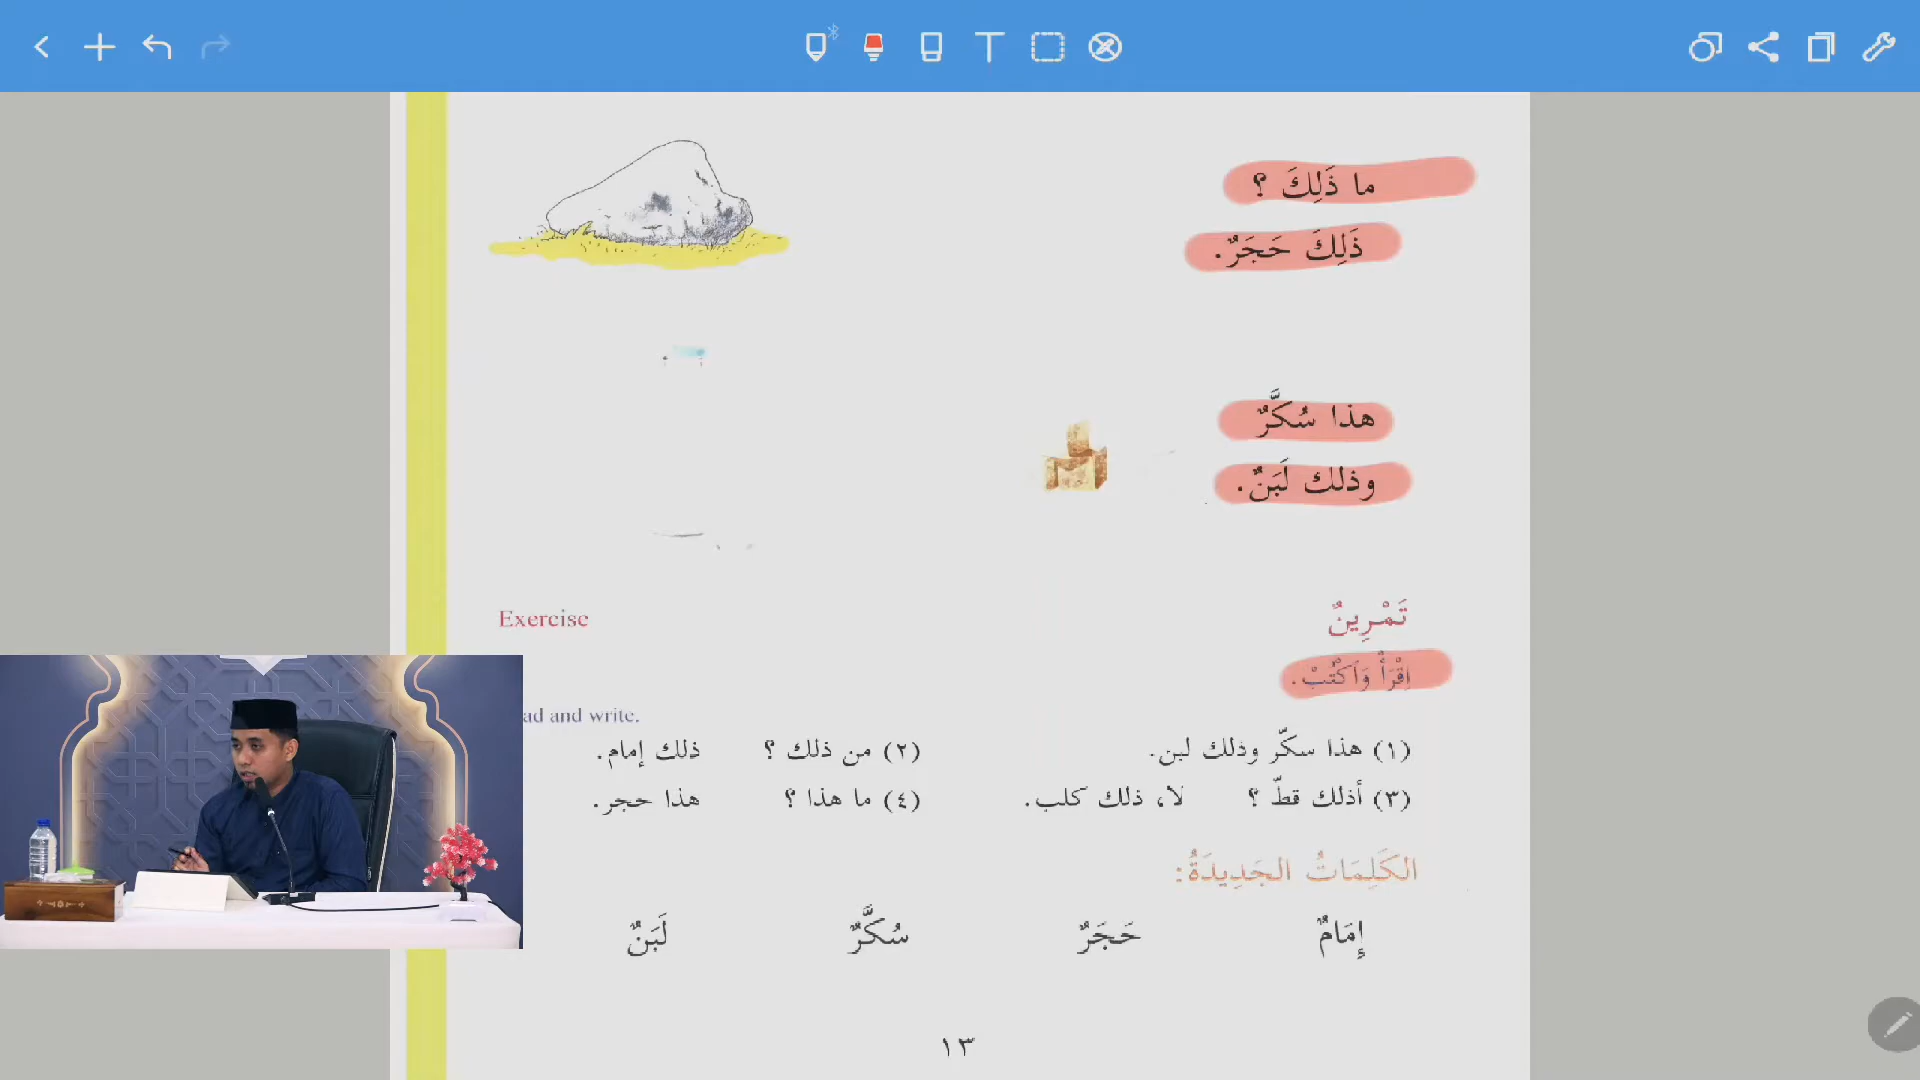 ما ذَلِكَ ؟
ذَلِكَ حَجَرٌ.
هذا سُكَّرٌ
وذلك لَبَنٌ.
تَمْرِينٌ
Exercise
اِقْرَأْ وَاكْتُبْ.
ad and write.
(١) هذا سكّر وذلك لبن. (٢) من ذلك ؟ ذلك إمام.
(٣) أذلك قطّ ؟ لا، ذلك كلب. (٤) ما هذا ؟ هذا حجر.
الكَلِمَاتُ الجَدِيدَةُ:
إِمَامٌ حَجَرٌ سُكَّرٌ لَبَنٌ
١٣